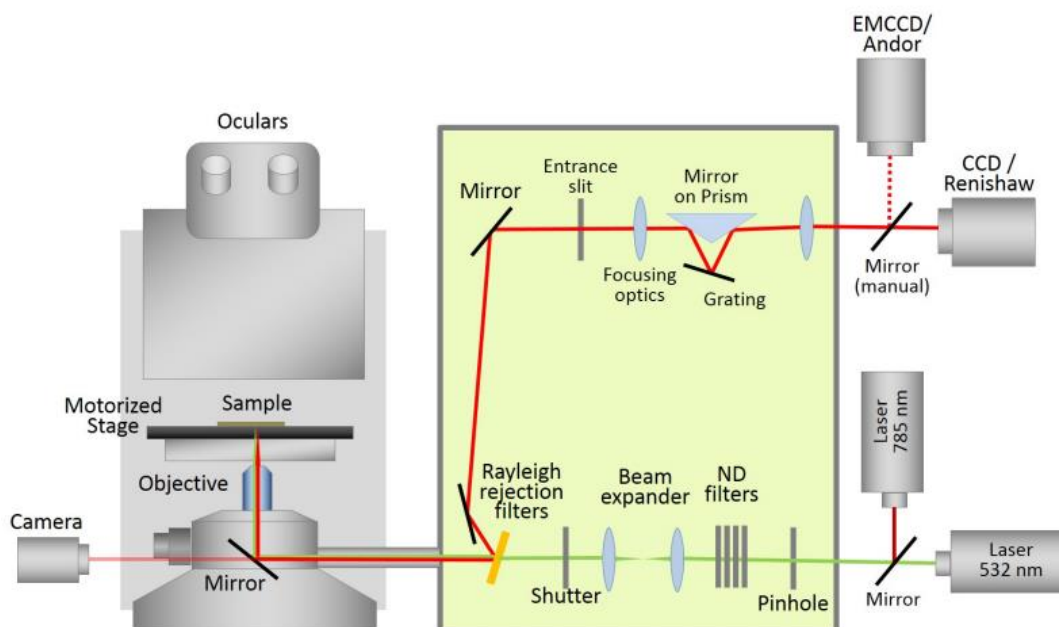 EMCCD/
Andor
Oculars
CCD /
Renishaw
Entrance
slit
Mirror
on Prism
Mirror
Focusing
optics
Grating
Mirror
(manual)
Laser
785 nm
Motorized
Stage
Sample
Objective
Rayleigh
rejection
filters
Beam
expander
ND
filters
Camera
Mirror
Shutter
Pinhole
Mirror
Laser
532 nm